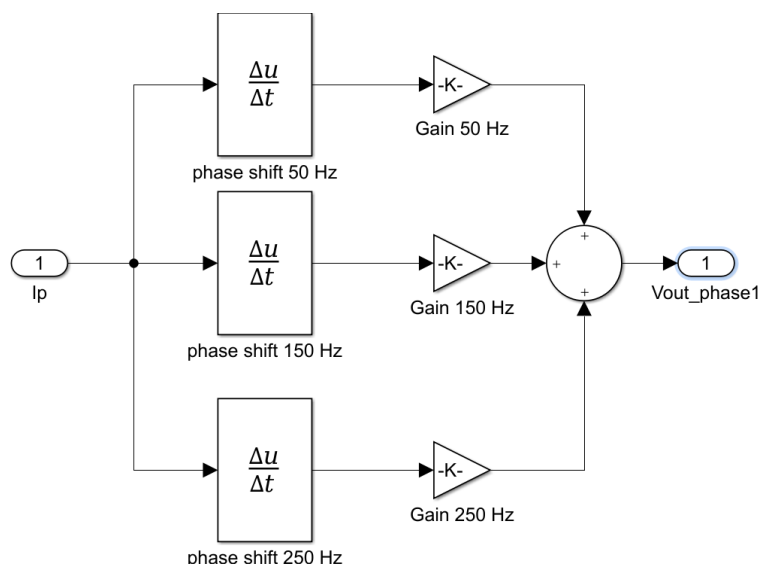 Δu
Δt
-K-
Gain 50 Hz
+
phase shift 50 Hz
1
Ip
Δu
Δt
-K-
Gain 150 Hz
+
1
Vout_phase1
phase shift 150 Hz
+
Δu
Δt
-K-
Gain 250 Hz
phase shift 250 Hz